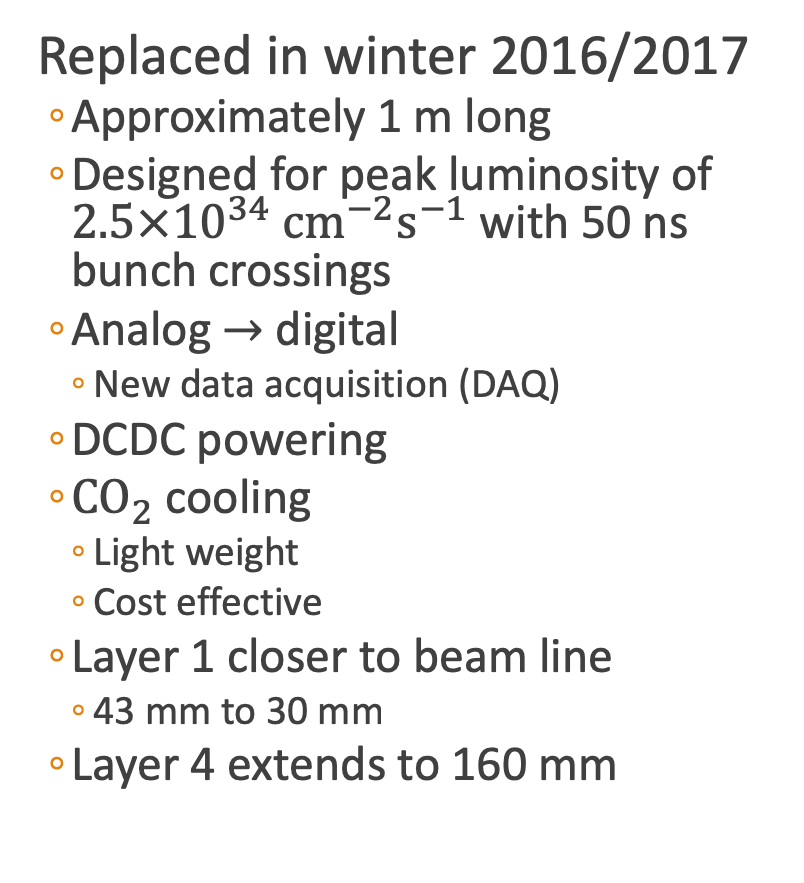 Replaced in winter 2016/2017
◦ Approximately 1 m long
◦ Designed for peak luminosity of
2.5×10³⁴ cm⁻²s⁻¹ with 50 ns
bunch crossings
◦ Analog → digital
◦ New data acquisition (DAQ)
◦ DCDC powering
◦ CO₂ cooling
◦ Light weight
◦ Cost effective
◦ Layer 1 closer to beam line
◦ 43 mm to 30 mm
◦ Layer 4 extends to 160 mm